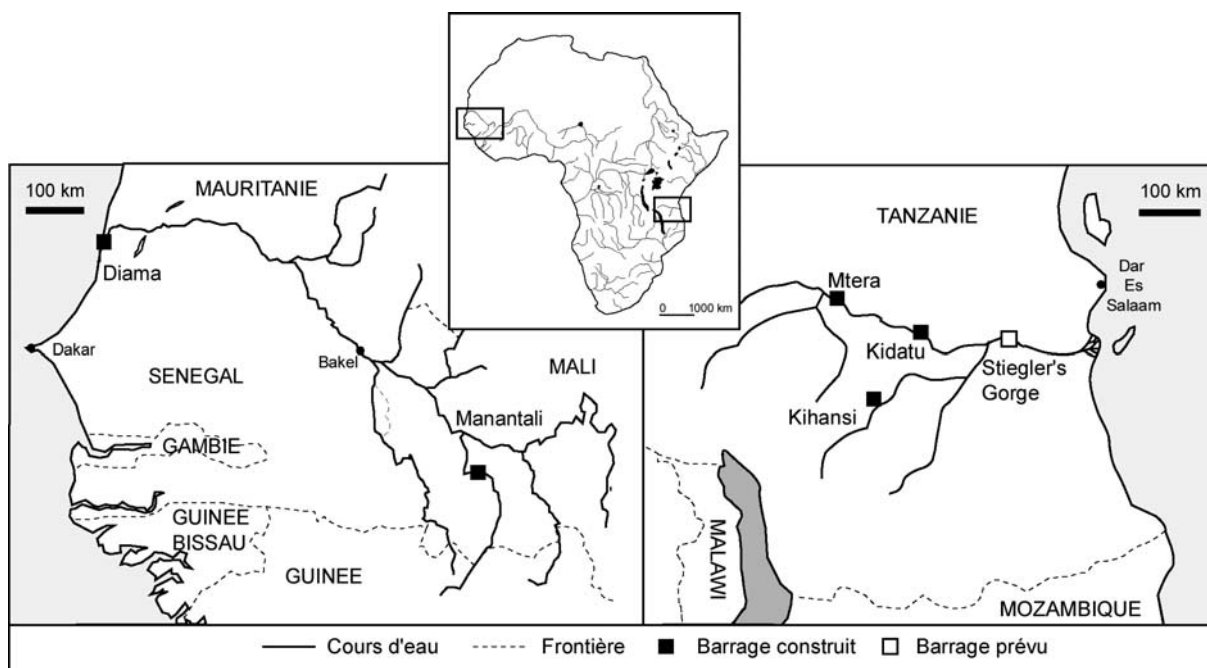 0 1000 km
100 km
MAURITANIE
Diama
Dakar
Bakel
SENEGAL
MALI
Manantali
GAMBIE
GUINEE
BISSAU
GUINEE
100 km
TANZANIE
Dar
Es
Salaam
Mtera
Kidatu
Stiegler's
Gorge
Kihansi
MALAWI
MOZAMBIQUE
Cours d'eau Frontière Barrage construit Barrage prévu